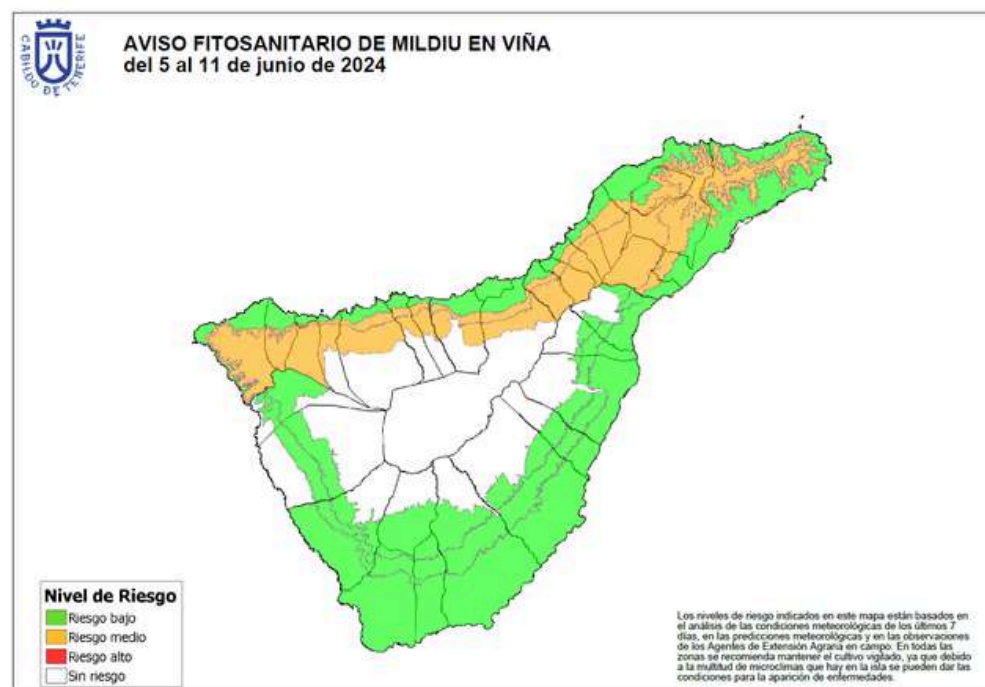 CABILDO DE TENERIFE
AVISO FITOSANITARIO DE MILDIU EN VIÑA
del 5 al 11 de junio de 2024
Nivel de Riesgo
Riesgo bajo
Riesgo medio
Riesgo alto
Sin riesgo
Los niveles de riesgo indicados en este mapa están basados en
el análisis de las condiciones meteorológicas de los últimos 7
días, en las predicciones meteorológicas y en las observaciones
de los Agentes de Extensión Agraria en campo. En todas las
zonas se recomienda mantener el cultivo vigilado, ya que debido
a la multitud de microclimas que hay en la isla se pueden dar las
condiciones para la aparición de enfermedades.